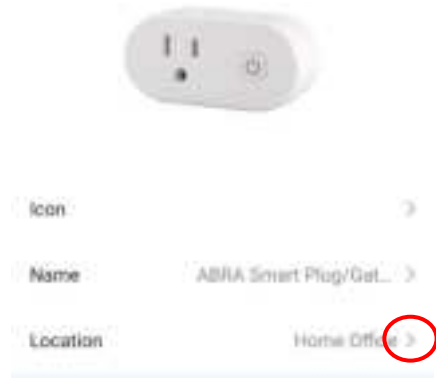 Icon >
Name ABRA Smart Plug/Gat... >
Location Home Office >